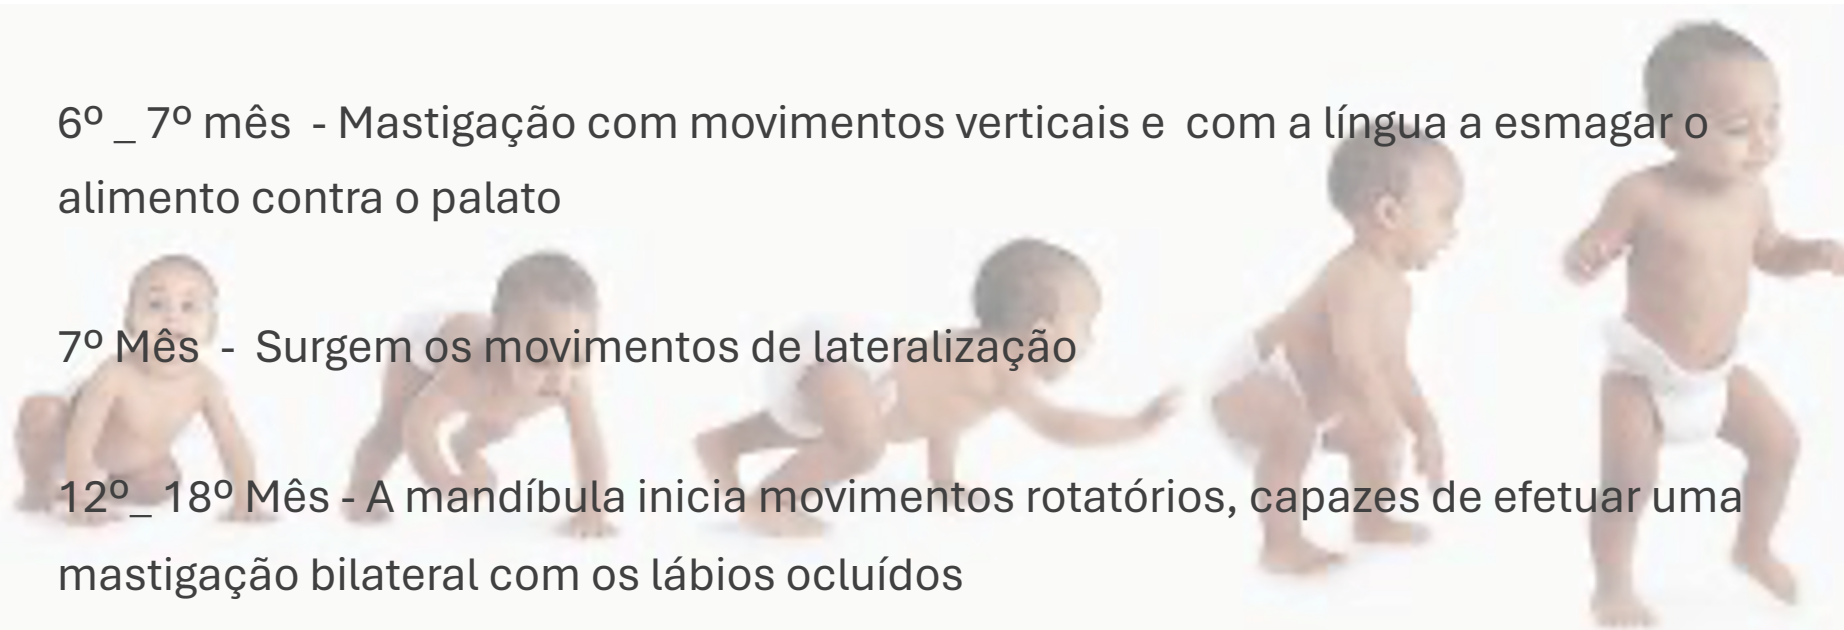 6º _ 7º mês  - Mastigação com movimentos verticais e  com a língua a esmagar o
alimento contra o palato
7º Mês  -  Surgem os movimentos de lateralização
12º_ 18º Mês - A mandíbula inicia movimentos rotatórios, capazes de efetuar uma
mastigação bilateral com os lábios ocluídos